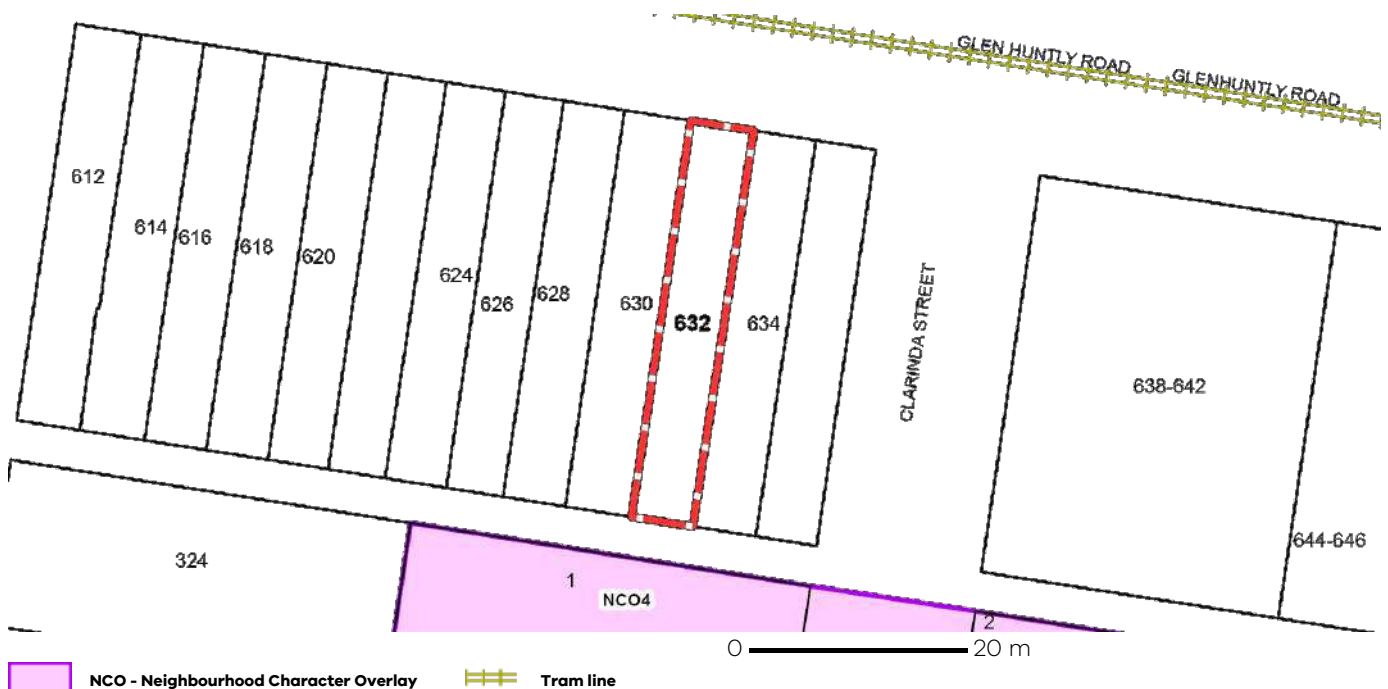 GLEN HUNTLY ROAD
GLENHUNTLY ROAD
612
614
616
618
620
624
626
628
630
632
634
CLARINDA STREET
638-642
644-646
324
1
NCO4
2
0 20 m
NCO - Neighbourhood Character Overlay Tram line